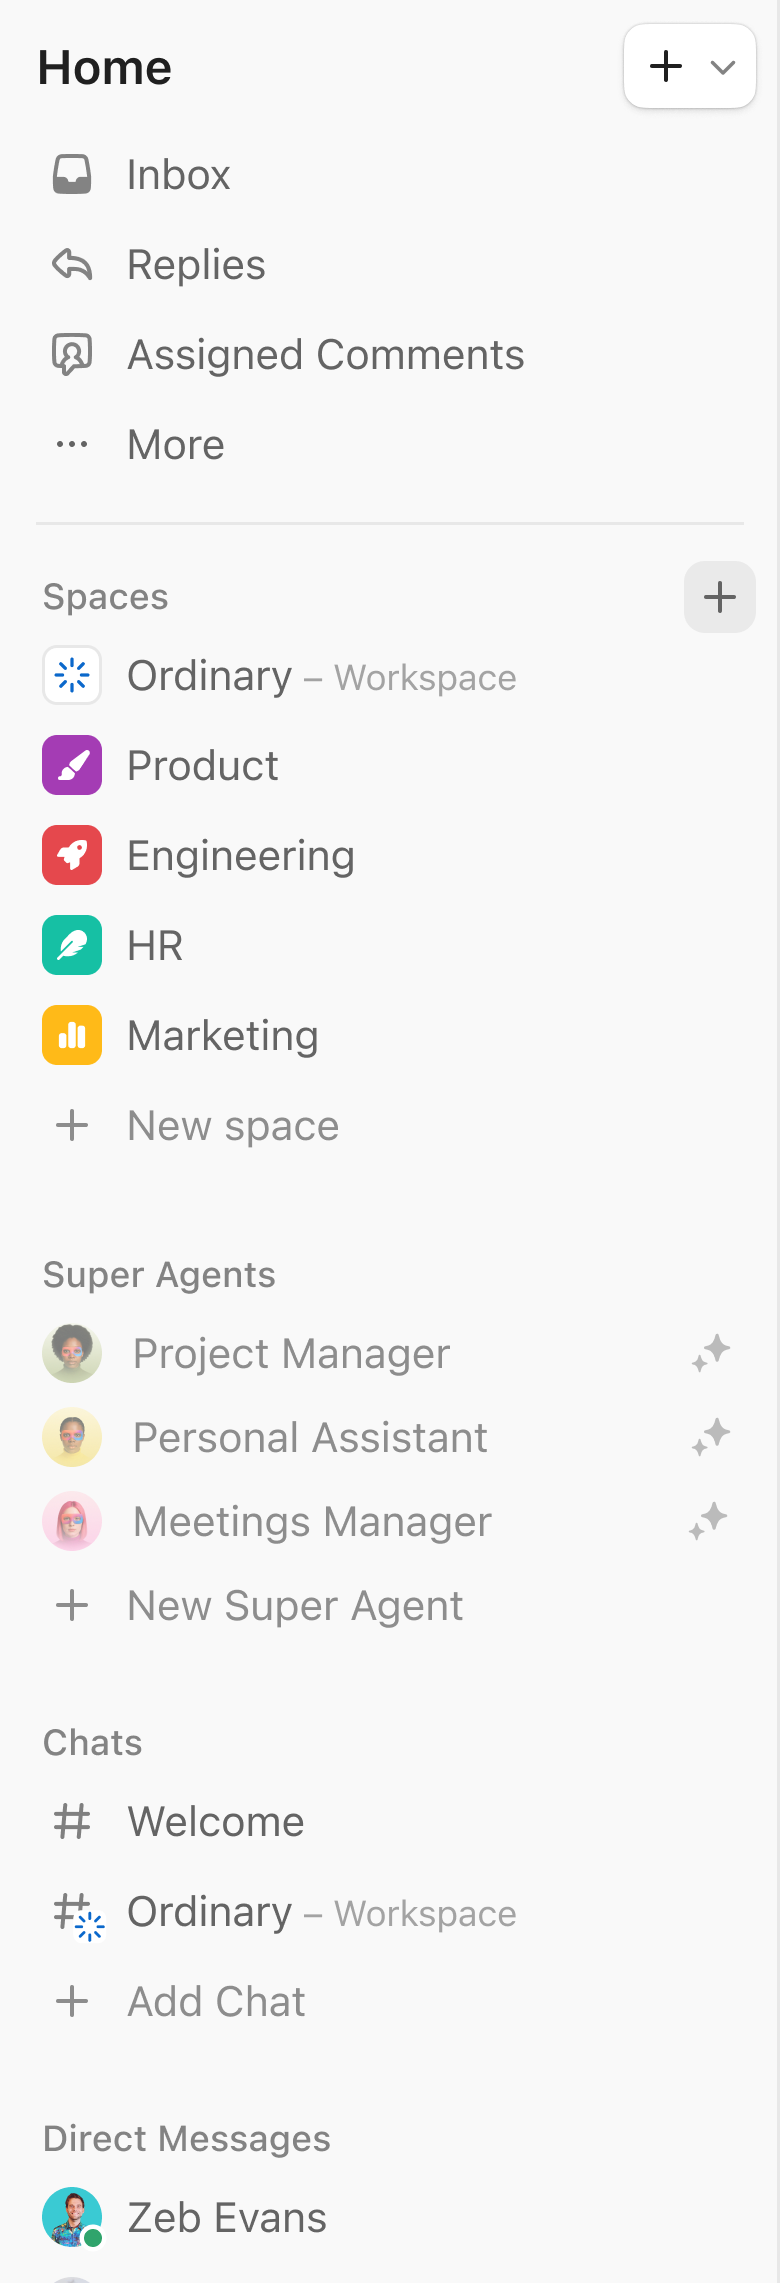 Home
Inbox
Replies
Assigned Comments
More
Spaces
Ordinary – Workspace
Product
Engineering
HR
Marketing
New space
Super Agents
Project Manager
Personal Assistant
Meetings Manager
New Super Agent
Chats
Welcome
Ordinary – Workspace
Add Chat
Direct Messages
Zeb Evans